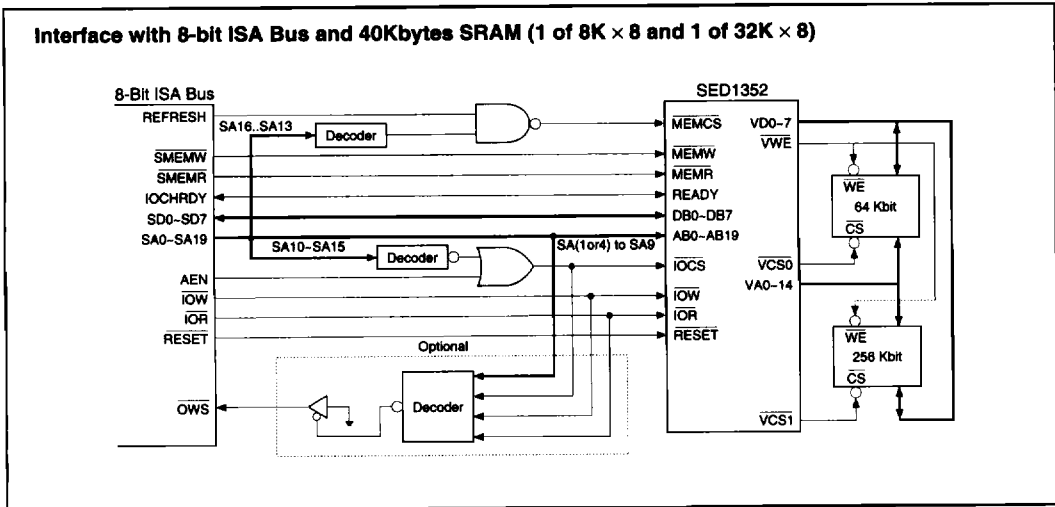 Interface with 8-bit ISA Bus and 40Kbytes SRAM (1 of 8K × 8 and 1 of 32K × 8)
8-Bit ISA Bus
SED1352
REFRESH
SA16..SA13
Decoder
MEMCS
VD0~7
VWE
SMEMW
MEMW
SMEMR
MEMR
WE
IOCHRDY
READY
64 Kbit
SD0~SD7
DB0~DB7
SA0~SA19
SA(1or4) to SA9
AB0~AB19
CS
SA10~SA15
Decoder
IOCS
VCS0
AEN
VA0~14
IOW
IOW
IOR
IOR
RESET
RESET
WE
Optional
256 Kbit
CS
OWS
Decoder
VCS1